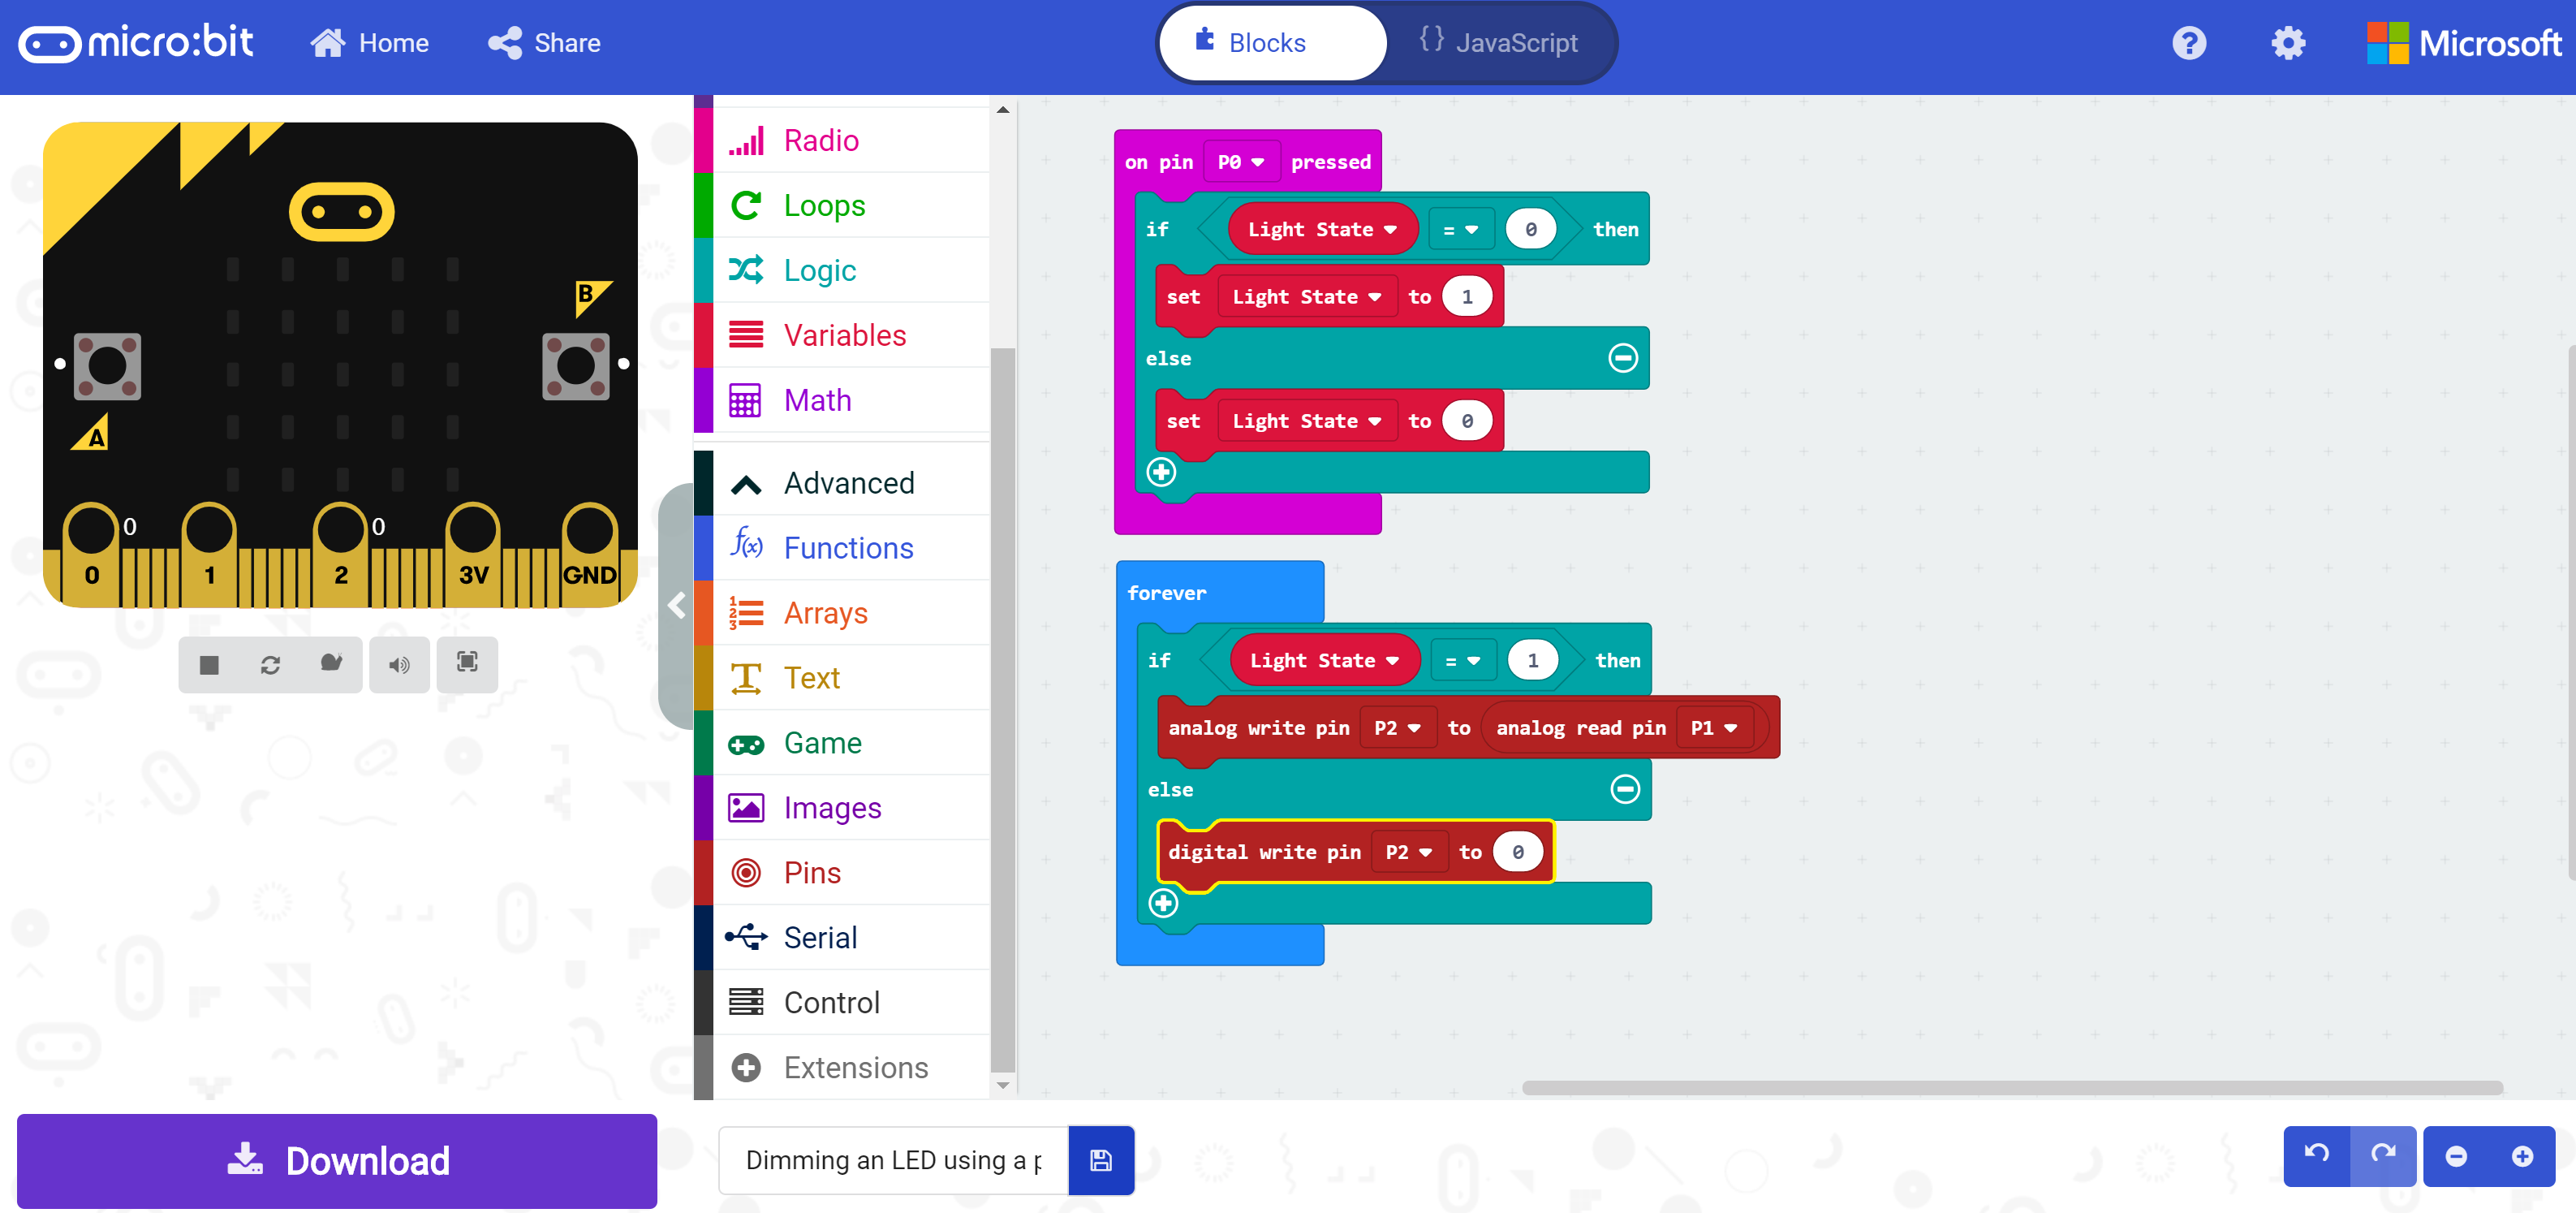 micro:bit Home Share Blocks {} JavaScript ? Microsoft
B
A
0 0
0 1 2 3V GND
Radio
Loops
Logic
Variables
Math
Advanced
f(x) Functions
1 2 3 Arrays
T Text
Game
Images
Pins
Serial
Control
Extensions
on pin P0 pressed
if Light State = 0 then
set Light State to 1
else
set Light State to 0
forever
if Light State = 1 then
analog write pin P2 to analog read pin P1
else
digital write pin P2 to 0
Download
Dimming an LED using a